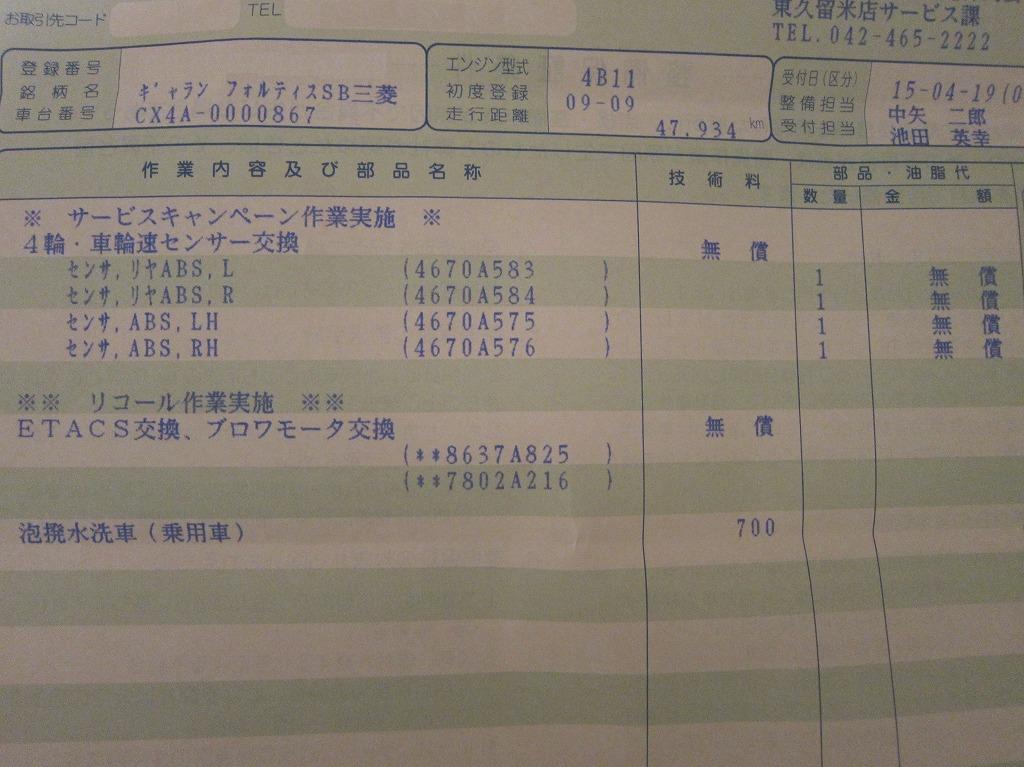 お取引先コード
TEL
東久留米店サービス課
TEL.042-465-2222
登録番号
銘柄名 ギャラン フォルティスSB三菱
車台番号 CX4A-0000867
エンジン型式 4B11
初度登録 09-09
走行距離 47,934 km
受付日(区分) 15-04-19(0
整備担当 中矢 二郎
受付担当 池田 英幸
作業内容及び部品名称 技術料 部品・油脂代
数量 金額
※ サービスキャンペーン作業実施 ※
4輪・車輪速センサー交換 無償
センサ,リヤABS,L (4670A583 ) 1 無償
センサ,リヤABS,R (4670A584 ) 1 無償
センサ,ABS,LH (4670A575 ) 1 無償
センサ,ABS,RH (4670A576 ) 1 無償
※※ リコール作業実施 ※※
ETACS交換、ブロワモータ交換 無償
(**8637A825 )
(**7802A216 )
泡撥水洗車(乗用車) 700